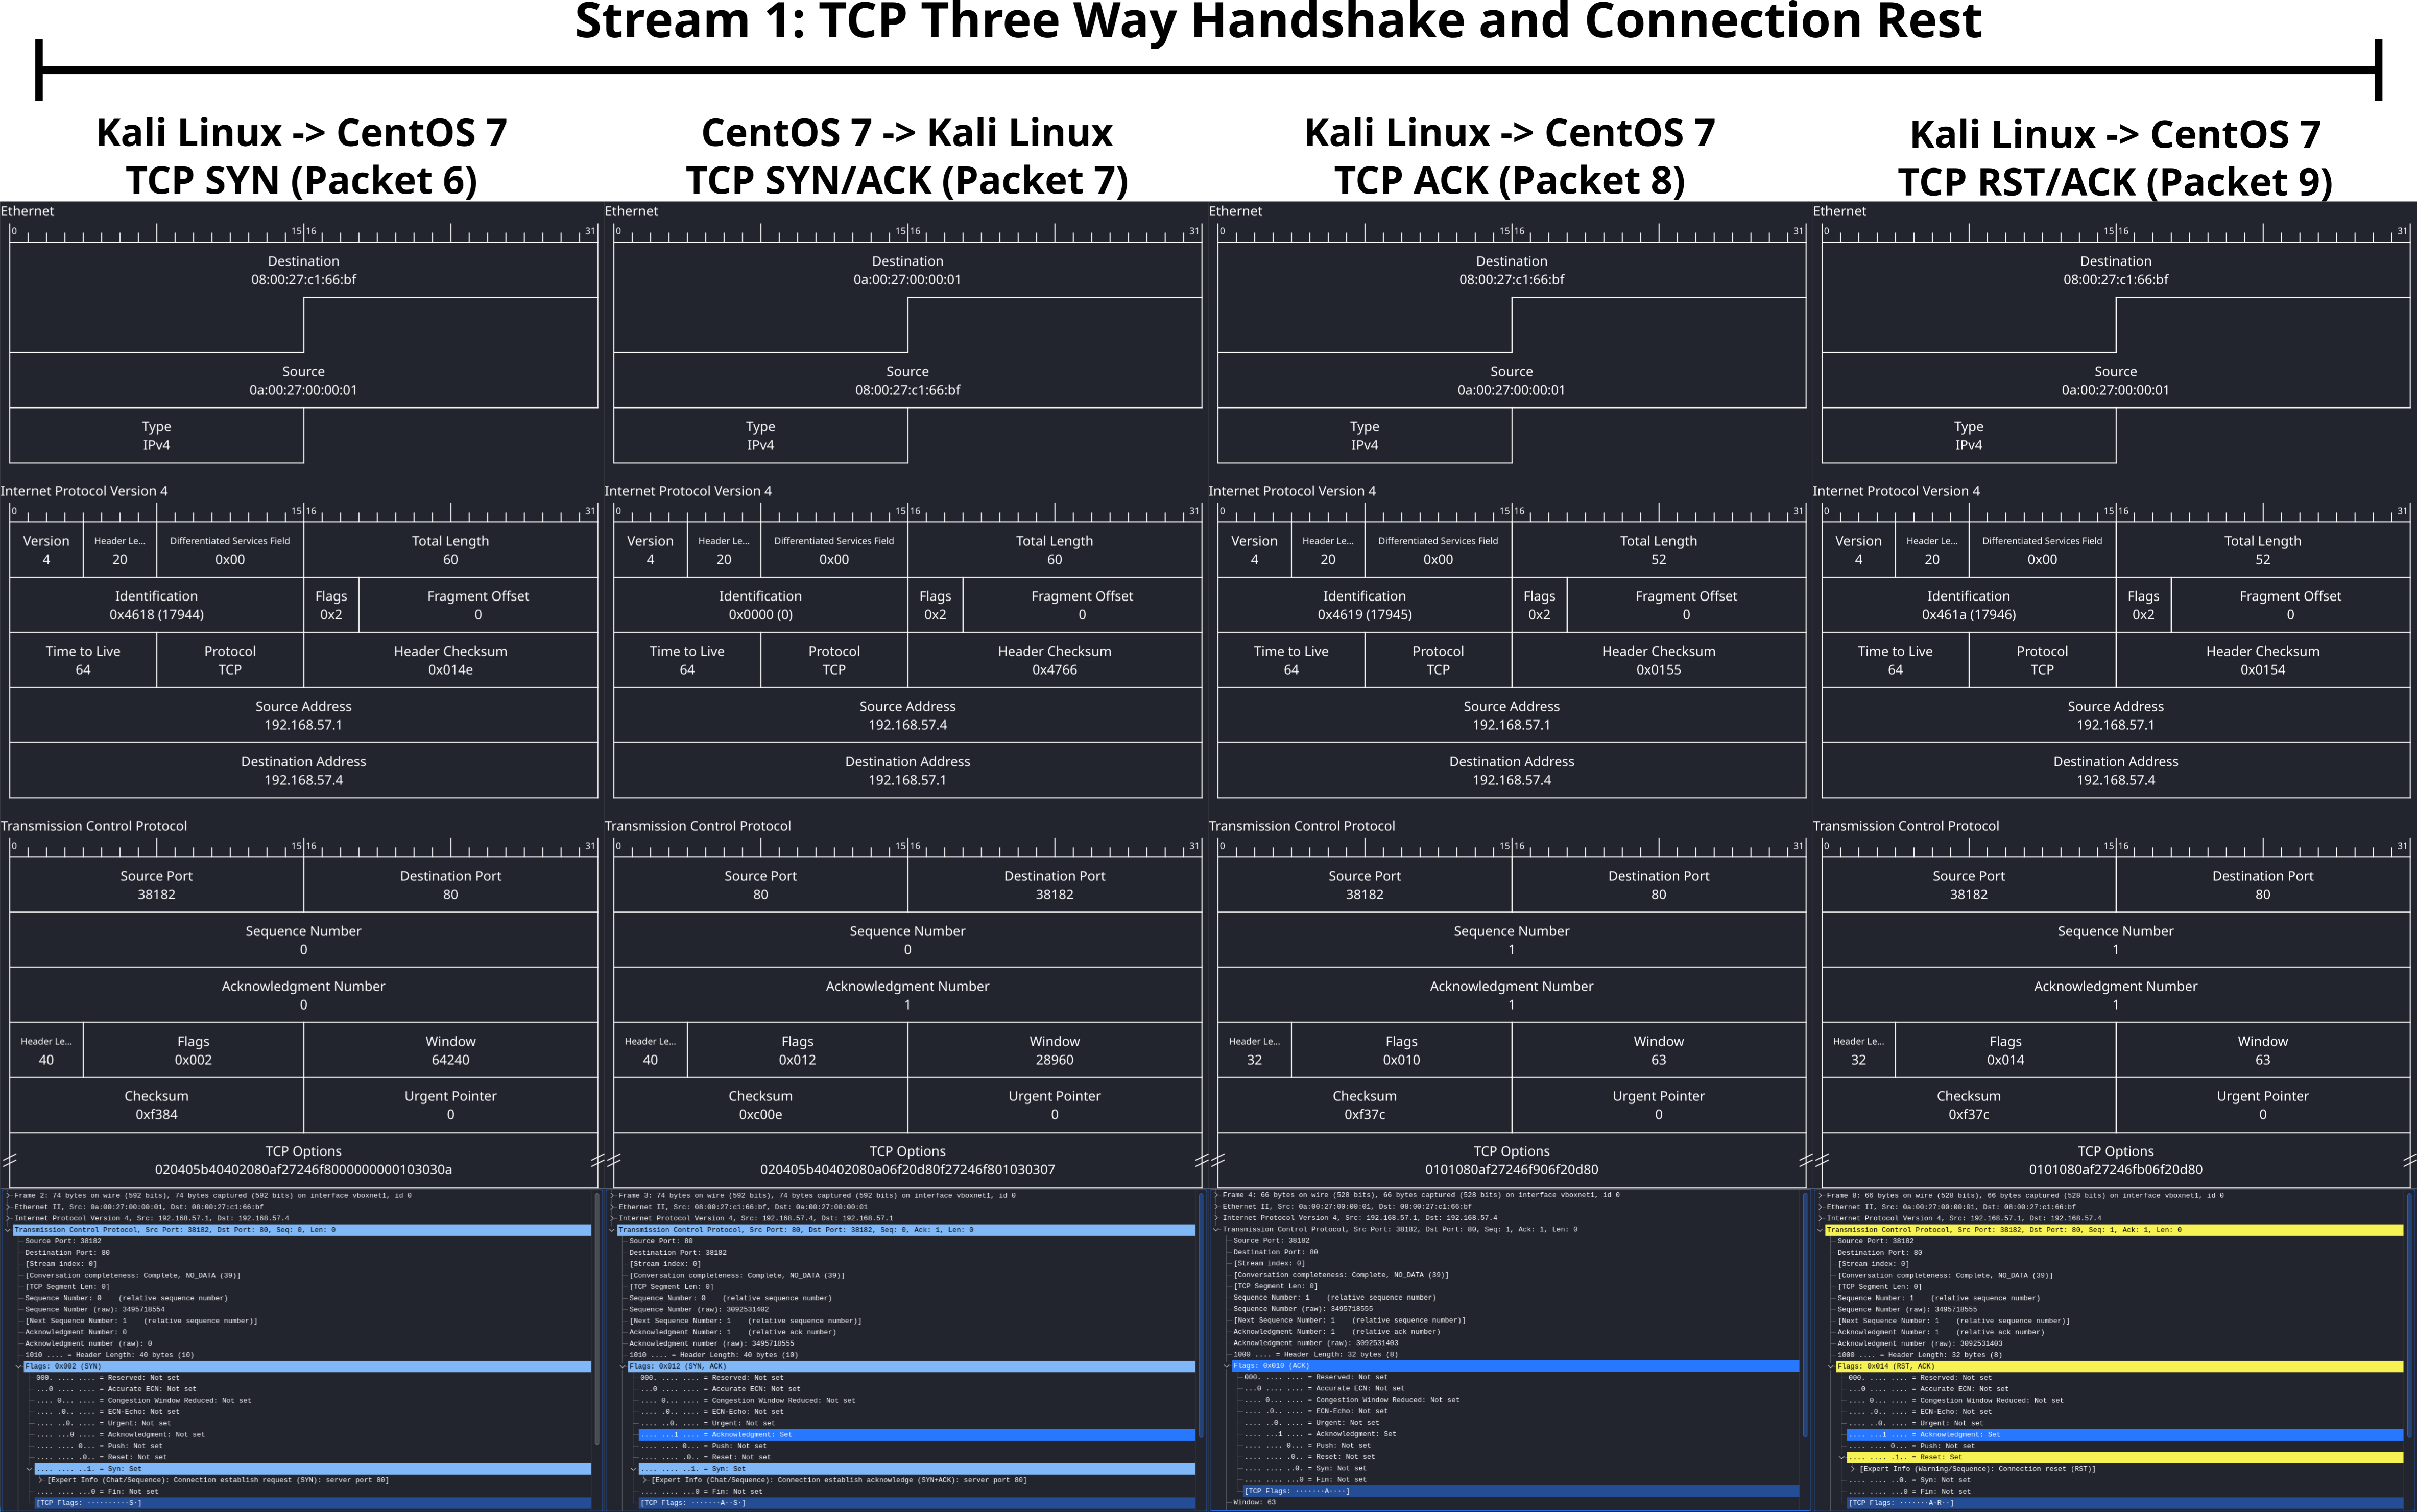 Stream 1: TCP Three Way Handshake and Connection Rest
Kali Linux -> CentOS 7
TCP SYN (Packet 6)
CentOS 7 -> Kali Linux
TCP SYN/ACK (Packet 7)
Kali Linux -> CentOS 7
TCP ACK (Packet 8)
Kali Linux -> CentOS 7
TCP RST/ACK (Packet 9)
Ethernet
0 15 16 31
Destination
08:00:27:c1:66:bf
Source
0a:00:27:00:00:01
Type
IPv4
Internet Protocol Version 4
0 15 16 31
Version Header Le... Differentiated Services Field Total Length
4 20 0x00 60
Identification Flags Fragment Offset
0x4618 (17944) 0x2 0
Time to Live Protocol Header Checksum
64 TCP 0x014e
Source Address
192.168.57.1
Destination Address
192.168.57.4
Transmission Control Protocol
0 15 16 31
Source Port Destination Port
38182 80
Sequence Number
0
Acknowledgment Number
0
Header Le... Flags Window
40 0x002 64240
Checksum Urgent Pointer
0xf384 0
TCP Options
020405b40402080af27246f8000000000103030a
Frame 2: 74 bytes on wire (592 bits), 74 bytes captured (592 bits) on interface vboxnet1, id 0
Ethernet II, Src: 0a:00:27:00:00:01, Dst: 08:00:27:c1:66:bf
Internet Protocol Version 4, Src: 192.168.57.1, Dst: 192.168.57.4
Transmission Control Protocol, Src Port: 38182, Dst Port: 80, Seq: 0, Len: 0
Source Port: 38182
Destination Port: 80
[Stream index: 0]
[Conversation completeness: Complete, NO_DATA (39)]
[TCP Segment Len: 0]
Sequence Number: 0 (relative sequence number)
Sequence Number (raw): 3495718554
[Next Sequence Number: 1 (relative sequence number)]
Acknowledgment Number: 0
Acknowledgment number (raw): 0
1010 .... = Header Length: 40 bytes (10)
Flags: 0x002 (SYN)
000. .... .... = Reserved: Not set
...0 .... .... = Accurate ECN: Not set
.... 0... .... = Congestion Window Reduced: Not set
.... .0.. .... = ECN-Echo: Not set
.... ..0. .... = Urgent: Not set
.... ...0 .... = Acknowledgment: Not set
.... .... 0... = Push: Not set
.... .... .0.. = Reset: Not set
.... .... ..1. = Syn: Set
[Expert Info (Chat/Sequence): Connection establish request (SYN): server port 80]
.... .... ...0 = Fin: Not set
[TCP Flags: ··········S·]
Ethernet
0 15 16 31
Destination
0a:00:27:00:00:01
Source
08:00:27:c1:66:bf
Type
IPv4
Internet Protocol Version 4
0 15 16 31
Version Header Le... Differentiated Services Field Total Length
4 20 0x00 60
Identification Flags Fragment Offset
0x0000 (0) 0x2 0
Time to Live Protocol Header Checksum
64 TCP 0x4766
Source Address
192.168.57.4
Destination Address
192.168.57.1
Transmission Control Protocol
0 15 16 31
Source Port Destination Port
80 38182
Sequence Number
0
Acknowledgment Number
1
Header Le... Flags Window
40 0x012 28960
Checksum Urgent Pointer
0xc00e 0
TCP Options
020405b40402080a06f20d80f27246f801030307
Frame 3: 74 bytes on wire (592 bits), 74 bytes captured (592 bits) on interface vboxnet1, id 0
Ethernet II, Src: 08:00:27:c1:66:bf, Dst: 0a:00:27:00:00:01
Internet Protocol Version 4, Src: 192.168.57.4, Dst: 192.168.57.1
Transmission Control Protocol, Src Port: 80, Dst Port: 38182, Seq: 0, Ack: 1, Len: 0
Source Port: 80
Destination Port: 38182
[Stream index: 0]
[Conversation completeness: Complete, NO_DATA (39)]
[TCP Segment Len: 0]
Sequence Number: 0 (relative sequence number)
Sequence Number (raw): 3092531402
[Next Sequence Number: 1 (relative sequence number)]
Acknowledgment Number: 1 (relative ack number)
Acknowledgment number (raw): 3495718555
1010 .... = Header Length: 40 bytes (10)
Flags: 0x012 (SYN, ACK)
000. .... .... = Reserved: Not set
...0 .... .... = Accurate ECN: Not set
.... 0... .... = Congestion Window Reduced: Not set
.... .0.. .... = ECN-Echo: Not set
.... ..0. .... = Urgent: Not set
.... ...1 .... = Acknowledgment: Set
.... .... 0... = Push: Not set
.... .... .0.. = Reset: Not set
.... .... ..1. = Syn: Set
[Expert Info (Chat/Sequence): Connection establish acknowledge (SYN+ACK): server port 80]
.... .... ...0 = Fin: Not set
[TCP Flags: ·······A··S·]
Ethernet
0 15 16 31
Destination
08:00:27:c1:66:bf
Source
0a:00:27:00:00:01
Type
IPv4
Internet Protocol Version 4
0 15 16 31
Version Header Le... Differentiated Services Field Total Length
4 20 0x00 52
Identification Flags Fragment Offset
0x4619 (17945) 0x2 0
Time to Live Protocol Header Checksum
64 TCP 0x0155
Source Address
192.168.57.1
Destination Address
192.168.57.4
Transmission Control Protocol
0 15 16 31
Source Port Destination Port
38182 80
Sequence Number
1
Acknowledgment Number
1
Header Le... Flags Window
32 0x010 63
Checksum Urgent Pointer
0xf37c 0
TCP Options
0101080af27246f906f20d80
Frame 4: 66 bytes on wire (528 bits), 66 bytes captured (528 bits) on interface vboxnet1, id 0
Ethernet II, Src: 0a:00:27:00:00:01, Dst: 08:00:27:c1:66:bf
Internet Protocol Version 4, Src: 192.168.57.1, Dst: 192.168.57.4
Transmission Control Protocol, Src Port: 38182, Dst Port: 80, Seq: 1, Ack: 1, Len: 0
Source Port: 38182
Destination Port: 80
[Stream index: 0]
[Conversation completeness: Complete, NO_DATA (39)]
[TCP Segment Len: 0]
Sequence Number: 1 (relative sequence number)
Sequence Number (raw): 3495718555
[Next Sequence Number: 1 (relative sequence number)]
Acknowledgment Number: 1 (relative ack number)
Acknowledgment number (raw): 3092531403
1000 .... = Header Length: 32 bytes (8)
Flags: 0x010 (ACK)
000. .... .... = Reserved: Not set
...0 .... .... = Accurate ECN: Not set
.... 0... .... = Congestion Window Reduced: Not set
.... .0.. .... = ECN-Echo: Not set
.... ..0. .... = Urgent: Not set
.... ...1 .... = Acknowledgment: Set
.... .... 0... = Push: Not set
.... .... .0.. = Reset: Not set
.... .... ..0. = Syn: Not set
.... .... ...0 = Fin: Not set
[TCP Flags: ·······A····]
Window: 63
Ethernet
0 15 16 31
Destination
08:00:27:c1:66:bf
Source
0a:00:27:00:00:01
Type
IPv4
Internet Protocol Version 4
0 15 16 31
Version Header Le... Differentiated Services Field Total Length
4 20 0x00 52
Identification Flags Fragment Offset
0x461a (17946) 0x2 0
Time to Live Protocol Header Checksum
64 TCP 0x0154
Source Address
192.168.57.1
Destination Address
192.168.57.4
Transmission Control Protocol
0 15 16 31
Source Port Destination Port
38182 80
Sequence Number
1
Acknowledgment Number
1
Header Le... Flags Window
32 0x014 63
Checksum Urgent Pointer
0xf37c 0
TCP Options
0101080af27246fb06f20d80
Frame 8: 66 bytes on wire (528 bits), 66 bytes captured (528 bits) on interface vboxnet1, id 0
Ethernet II, Src: 0a:00:27:00:00:01, Dst: 08:00:27:c1:66:bf
Internet Protocol Version 4, Src: 192.168.57.1, Dst: 192.168.57.4
Transmission Control Protocol, Src Port: 38182, Dst Port: 80, Seq: 1, Ack: 1, Len: 0
Source Port: 38182
Destination Port: 80
[Stream index: 0]
[Conversation completeness: Complete, NO_DATA (39)]
[TCP Segment Len: 0]
Sequence Number: 1 (relative sequence number)
Sequence Number (raw): 3495718555
[Next Sequence Number: 1 (relative sequence number)]
Acknowledgment Number: 1 (relative ack number)
Acknowledgment number (raw): 3092531403
1000 .... = Header Length: 32 bytes (8)
Flags: 0x014 (RST, ACK)
000. .... .... = Reserved: Not set
...0 .... .... = Accurate ECN: Not set
.... 0... .... = Congestion Window Reduced: Not set
.... .0.. .... = ECN-Echo: Not set
.... ..0. .... = Urgent: Not set
.... ...1 .... = Acknowledgment: Set
.... .... 0... = Push: Not set
.... .... .1.. = Reset: Set
[Expert Info (Warning/Sequence): Connection reset (RST)]
.... .... ..0. = Syn: Not set
.... .... ...0 = Fin: Not set
[TCP Flags: ·······A·R··]